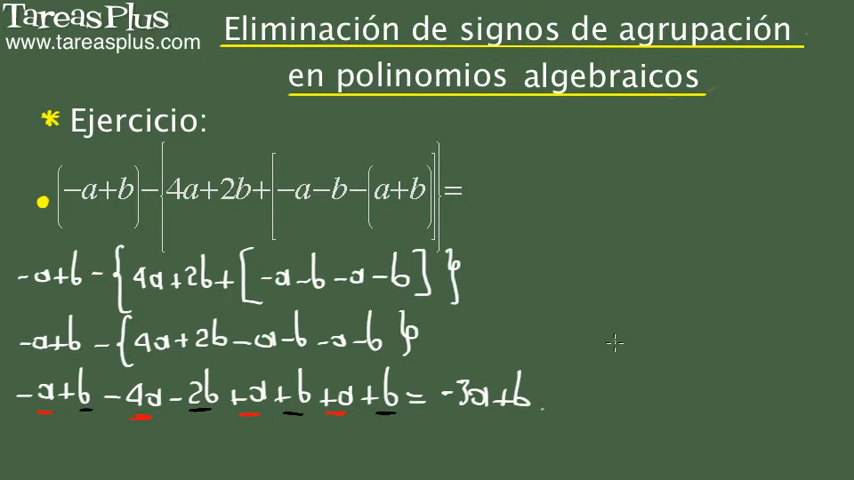 TareasPlus
www.tareasplus.com
Eliminación de signos de agrupación
en polinomios algebraicos
* Ejercicio:
• (−a+b)−{4a+2b+[−a−b−(a+b)]}=
-a+b-{4a+2b+[-a-b-a-b]}
-a+b-{4a+2b-a-b-a-b}
-a+b-4a-2b+a+b+a+b=-3a+b.